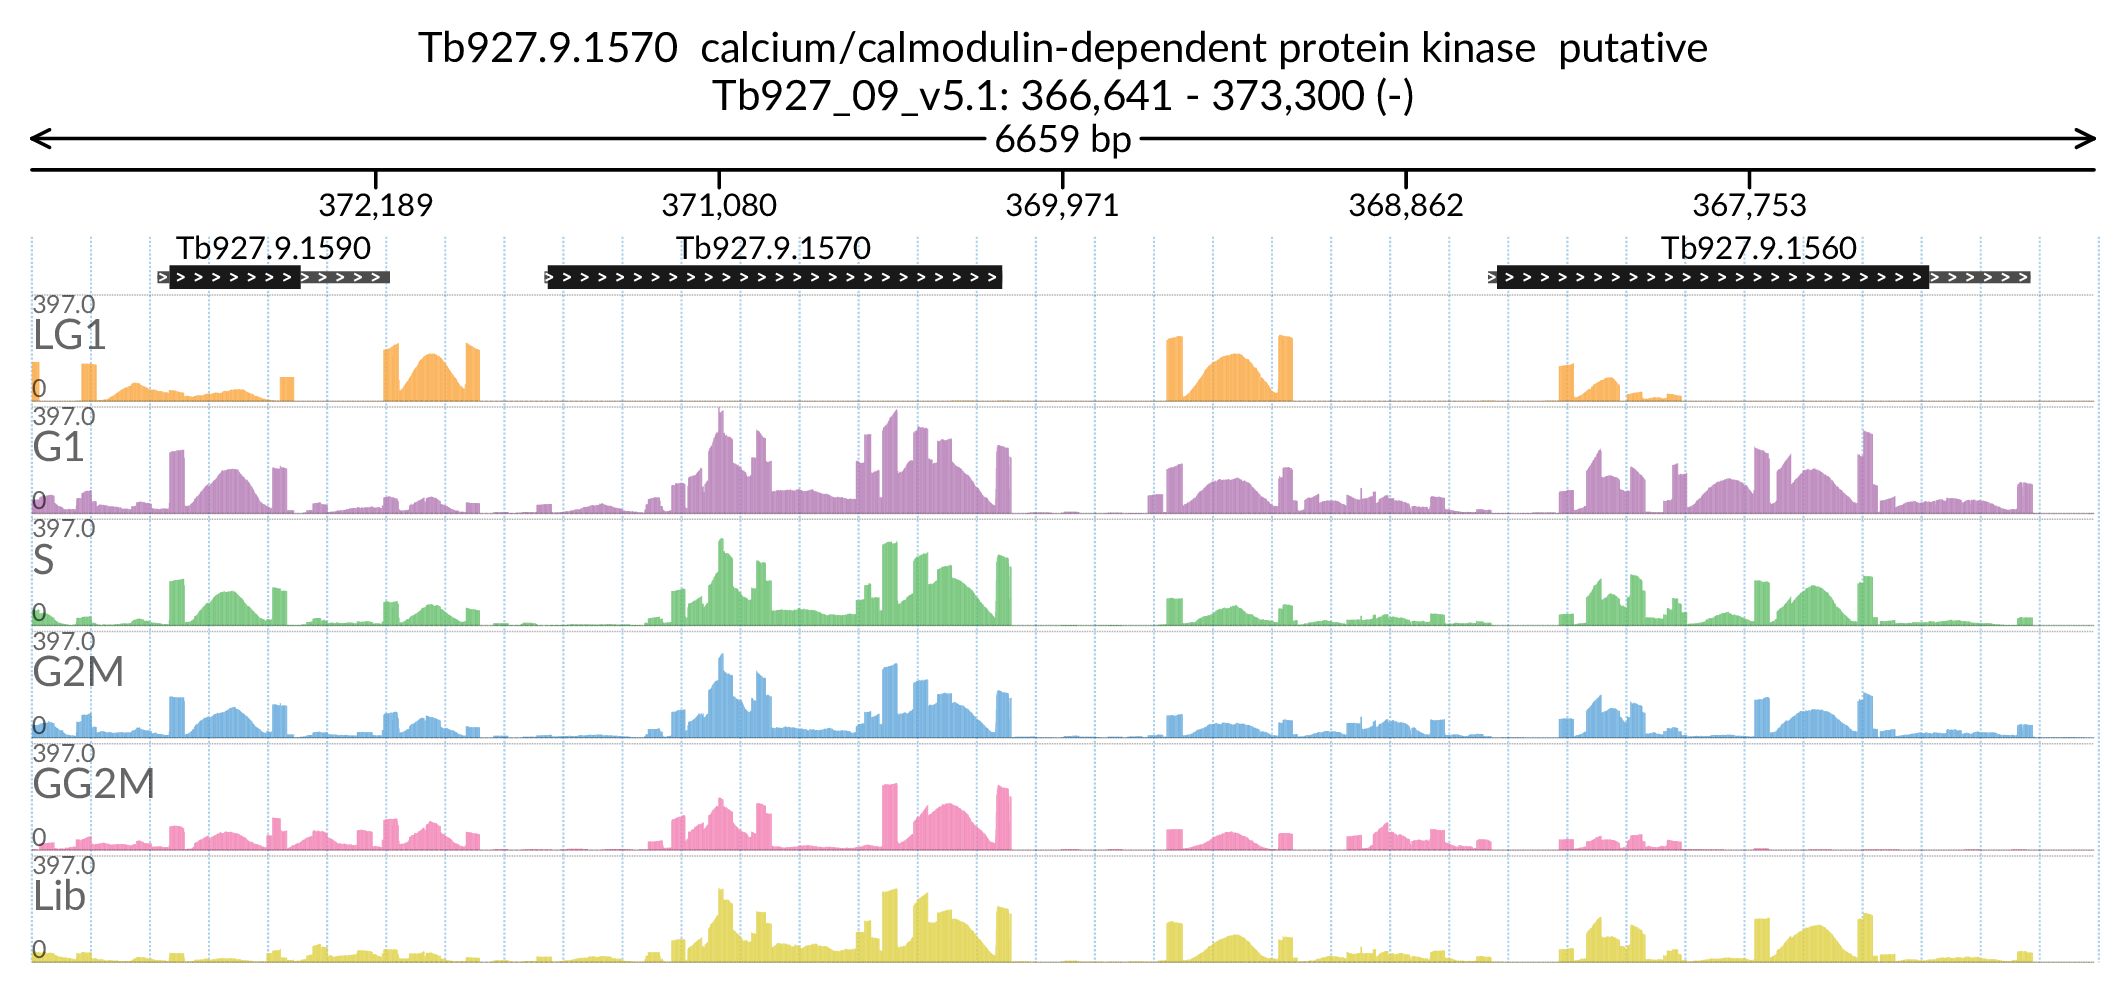 Tb927.9.1570 calcium/calmodulin-dependent protein kinase putative
Tb927_09_v5.1: 366,641 - 373,300 (-)
6659 bp
372,189 371,080 369,971 368,862 367,753
Tb927.9.1590 Tb927.9.1570 Tb927.9.1560
397.0
LG1
0
397.0
G1
0
397.0
S
0
397.0
G2M
0
397.0
GG2M
0
397.0
Lib
0